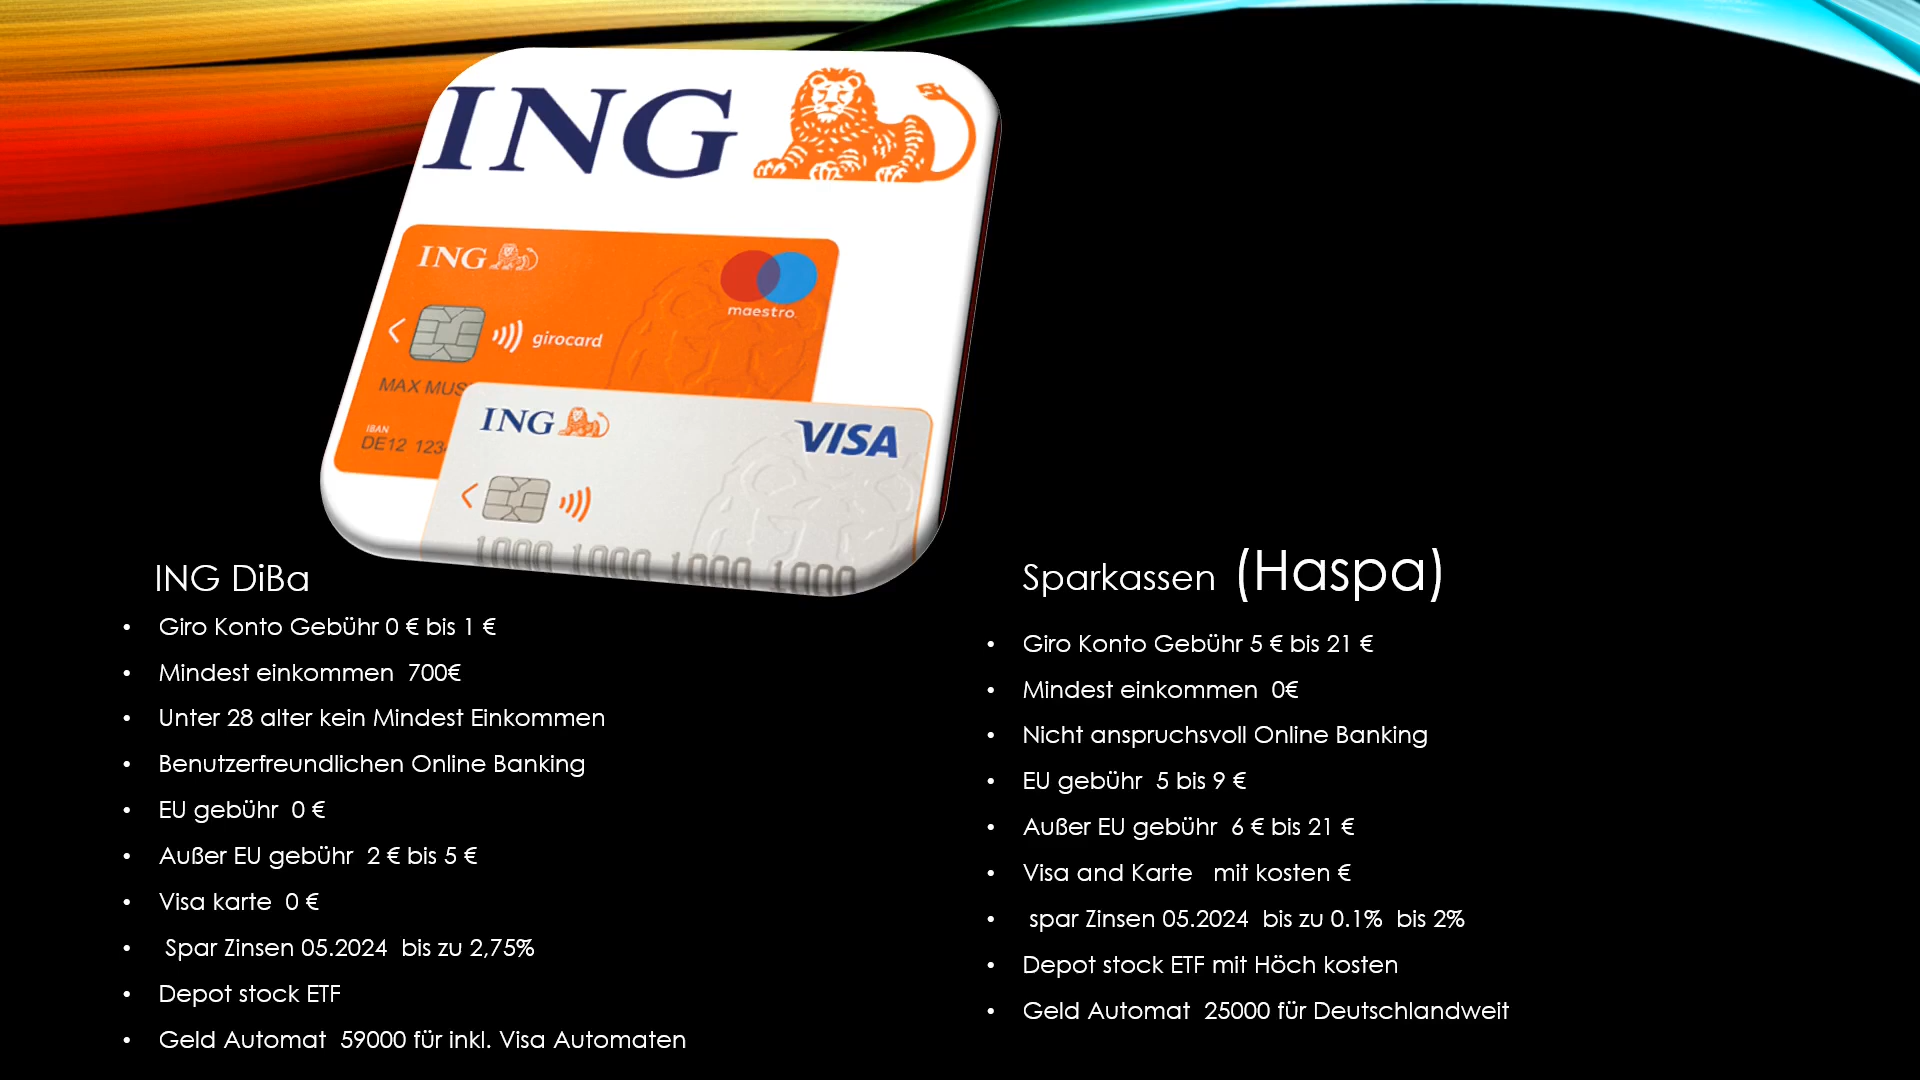 ING
ING
maestro.
girocard
MAX MUS
IBAN
DE12 123
ING
VISA
1000 1000 1000 1000
ING DiBa
• Giro Konto Gebühr 0 € bis 1 €
• Mindest einkommen 700€
• Unter 28 alter kein Mindest Einkommen
• Benutzerfreundlichen Online Banking
• EU gebühr 0 €
• Außer EU gebühr 2 € bis 5 €
• Visa karte 0 €
• Spar Zinsen 05.2024 bis zu 2,75%
• Depot stock ETF
• Geld Automat 59000 für inkl. Visa Automaten
Sparkassen (Haspa)
• Giro Konto Gebühr 5 € bis 21 €
• Mindest einkommen 0€
• Nicht anspruchsvoll Online Banking
• EU gebühr 5 bis 9 €
• Außer EU gebühr 6 € bis 21 €
• Visa and Karte mit kosten €
• spar Zinsen 05.2024 bis zu 0.1% bis 2%
• Depot stock ETF mit Höch kosten
• Geld Automat 25000 für Deutschlandweit